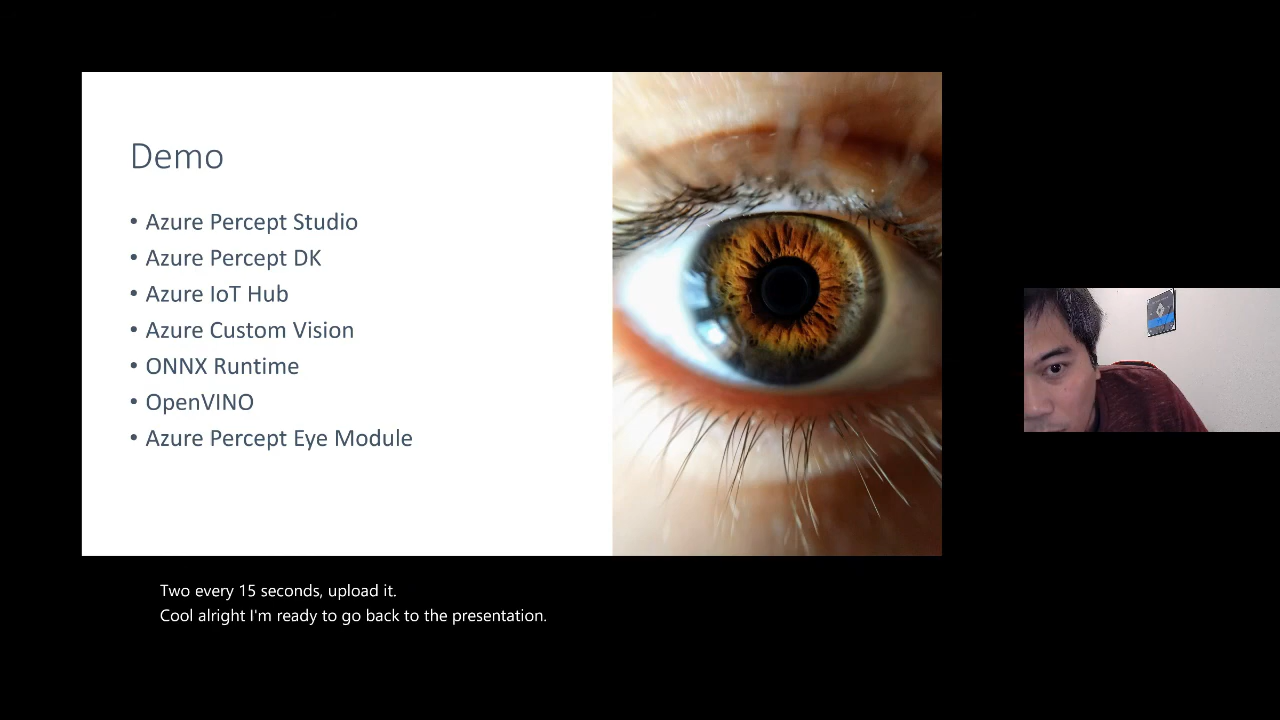 Demo
• Azure Percept Studio
• Azure Percept DK
• Azure IoT Hub
• Azure Custom Vision
• ONNX Runtime
• OpenVINO
• Azure Percept Eye Module
Two every 15 seconds, upload it.
Cool alright I'm ready to go back to the presentation.